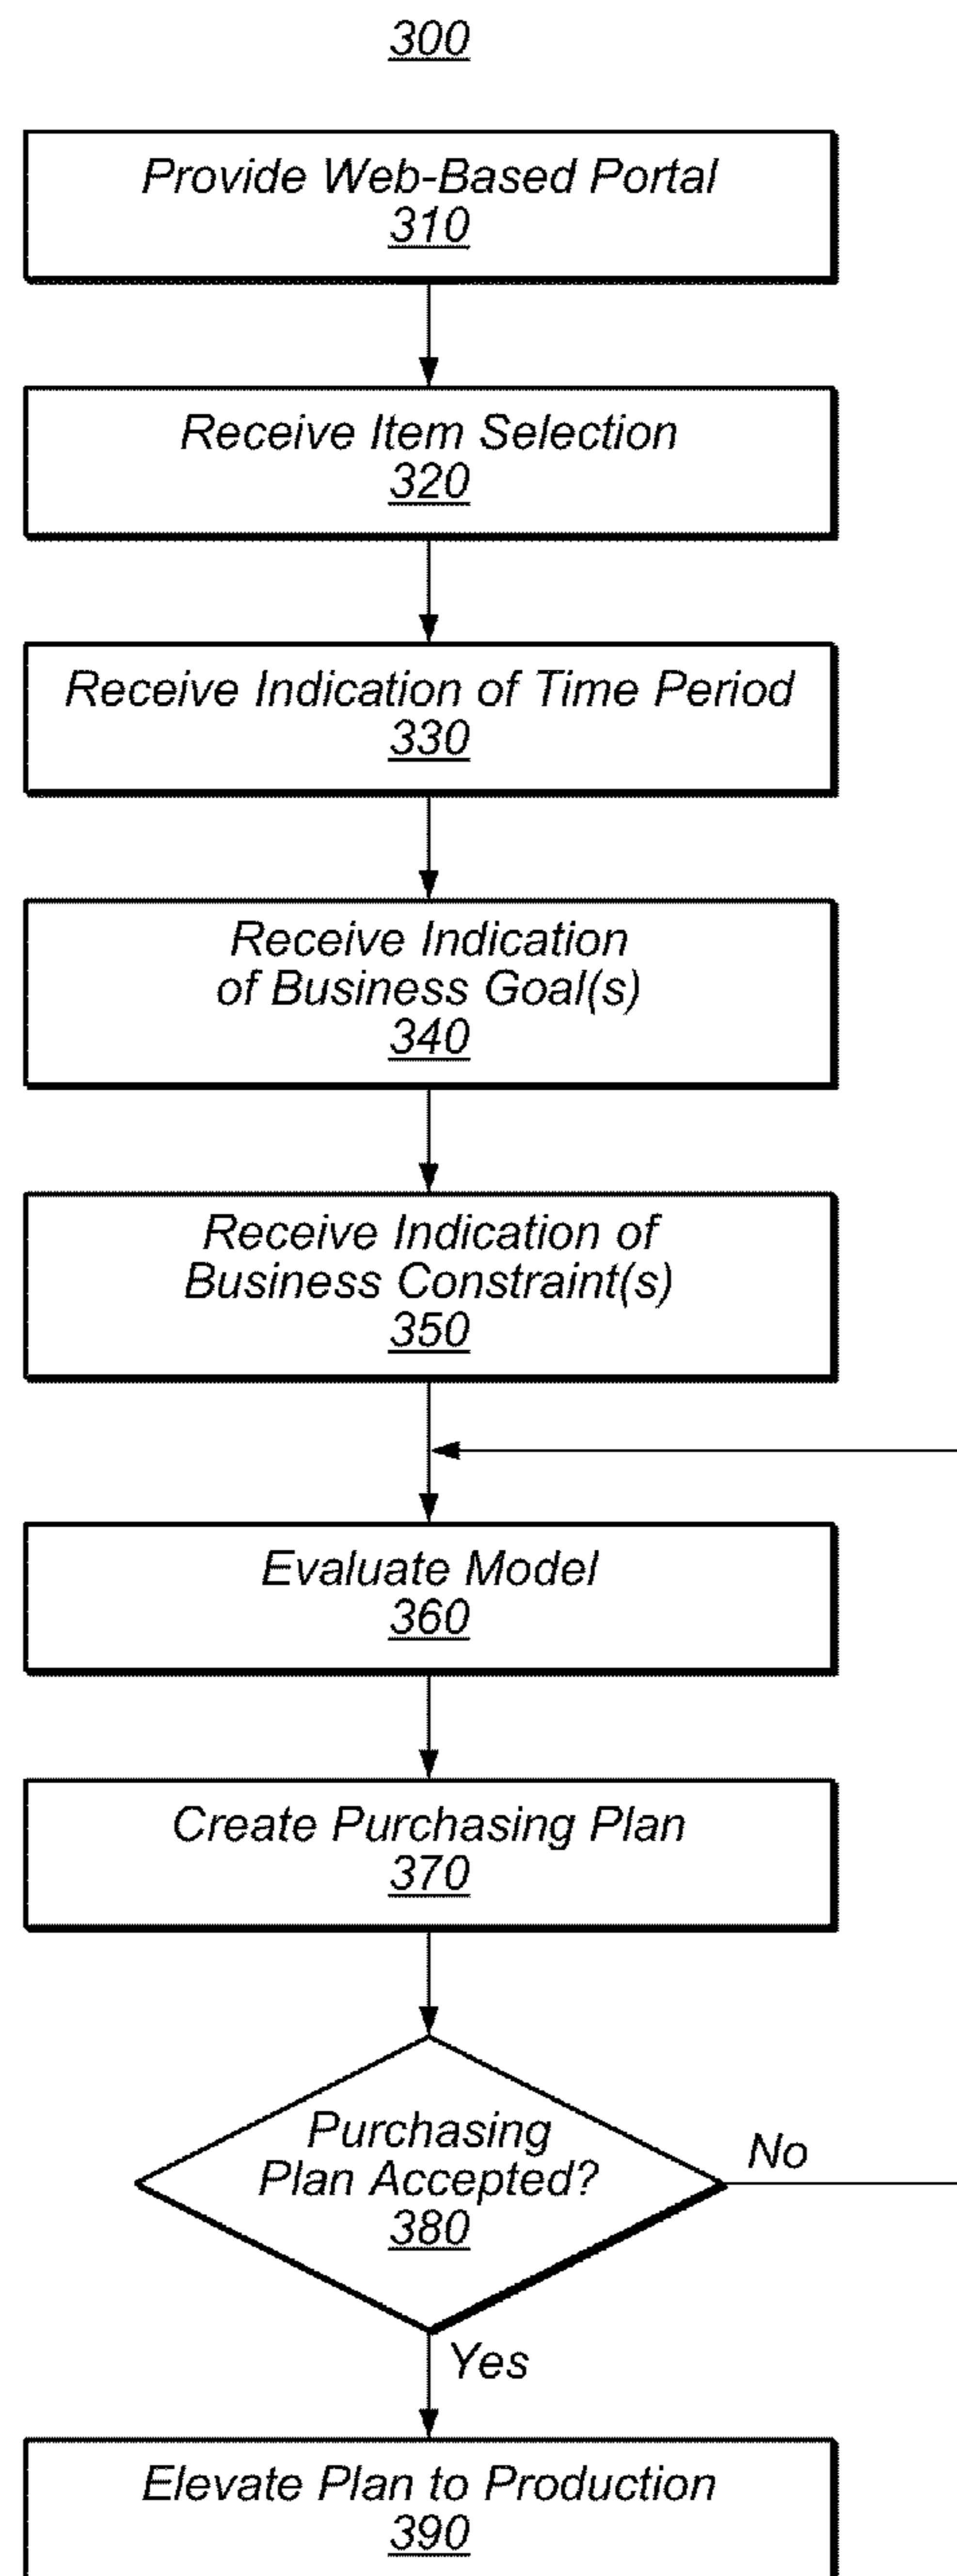 300
Provide Web-Based Portal
310
Receive Item Selection
320
Receive Indication of Time Period
330
Receive Indication
of Business Goal(s)
340
Receive Indication of
Business Constraint(s)
350
Evaluate Model
360
Create Purchasing Plan
370
Purchasing
Plan Accepted?
380
No
Yes
Elevate Plan to Production
390